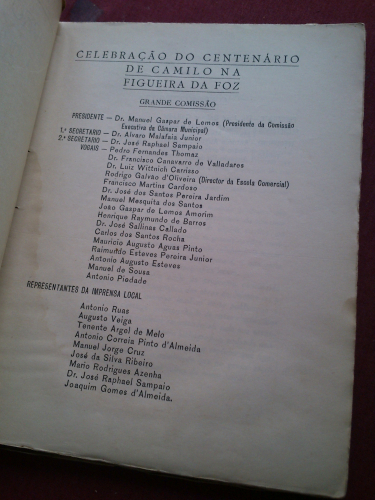 CELEBRAÇÃO DO CENTENÁRIO
DE CAMILO NA
FIGUEIRA DA FOZ
GRANDE COMISSÃO
PRESIDENTE — Dr. Manuel Gaspar de Lemos (Presidente da Comissão
Executiva da Câmara Municipal)
1.º SECRETARIO — Dr. Alvaro Malafaia Junior
2.º SECRETARIO — Dr. José Raphael Sampaio
VOGAIS — Pedro Fernandes Thomaz
Dr. Francisco Canavarro de Valladares
Dr. Luiz Wittnich Carrisso
Rodrigo Galvão d'Oliveira (Director da Escola Comercial)
Francisco Martins Cardoso
Dr. José dos Santos Pereira Jardim
Manuel Mesquita dos Santos
João Gaspar de Lemos Amorim
Henrique Raymundo de Barros
Dr. José Sallinas Callado
Carlos dos Santos Rocha
Mauricio Augusto Aguas Pinto
Raimundo Esteves Pereira Junior
Antonio Augusto Esteves
Manuel de Sousa
Antonio Piedade
REPRESENTANTES DA IMPRENSA LOCAL
Antonio Ruas
Augusto Veiga
Tenente Argel de Melo
Antonio Correia Pinto d'Almeida
Manuel Jorge Cruz
José da Silva Ribeiro
Mario Rodrigues Azenha
Dr. José Raphael Sampaio
Joaquim Gomes d'Almeida.